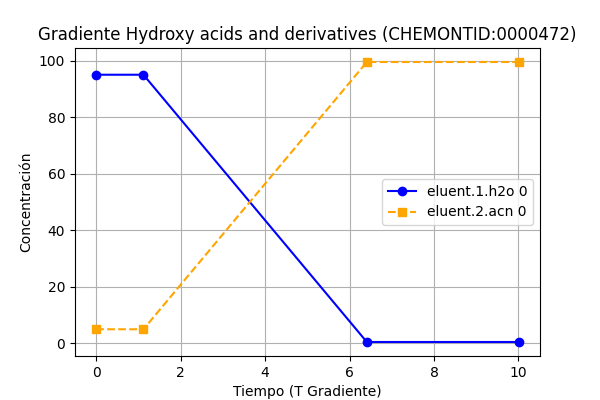 Gradiente Hydroxy acids and derivatives (CHEMONTID:0000472)
100
80
60
40
20
0
Concentración
eluent.1.h2o 0
eluent.2.acn 0
0 2 4 6 8 10
Tiempo (T Gradiente)